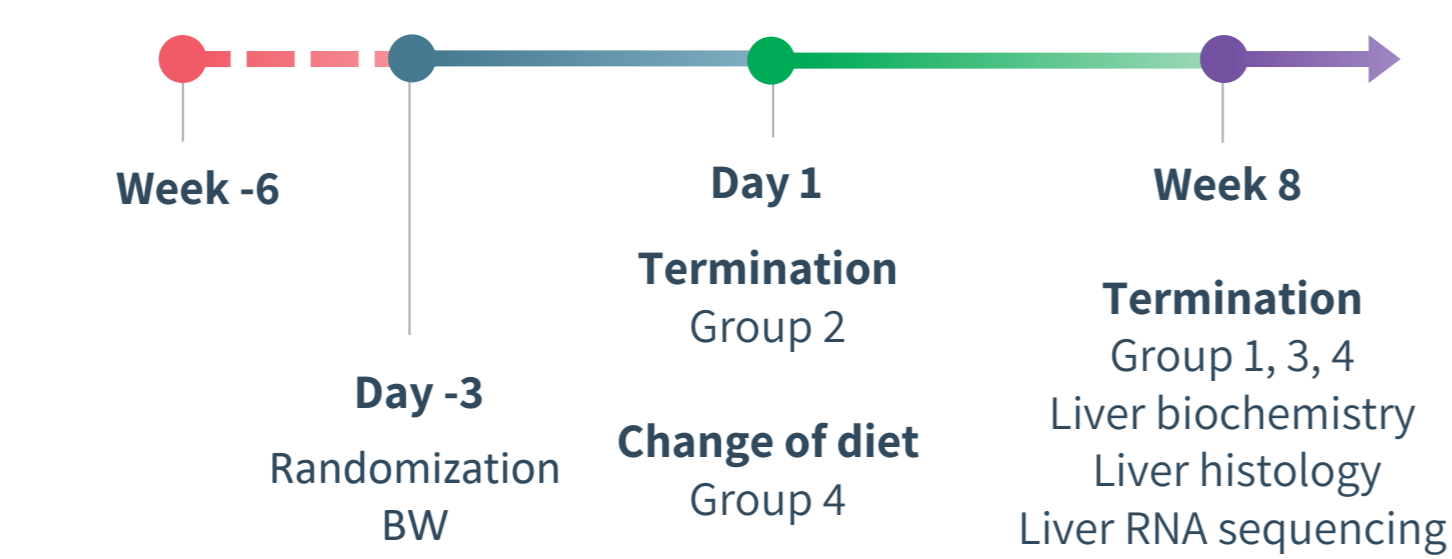 Week -6
Day -3
Randomization
BW
Day 1
Termination
Group 2
Change of diet
Group 4
Week 8
Termination
Group 1, 3, 4
Liver biochemistry
Liver histology
Liver RNA sequencing